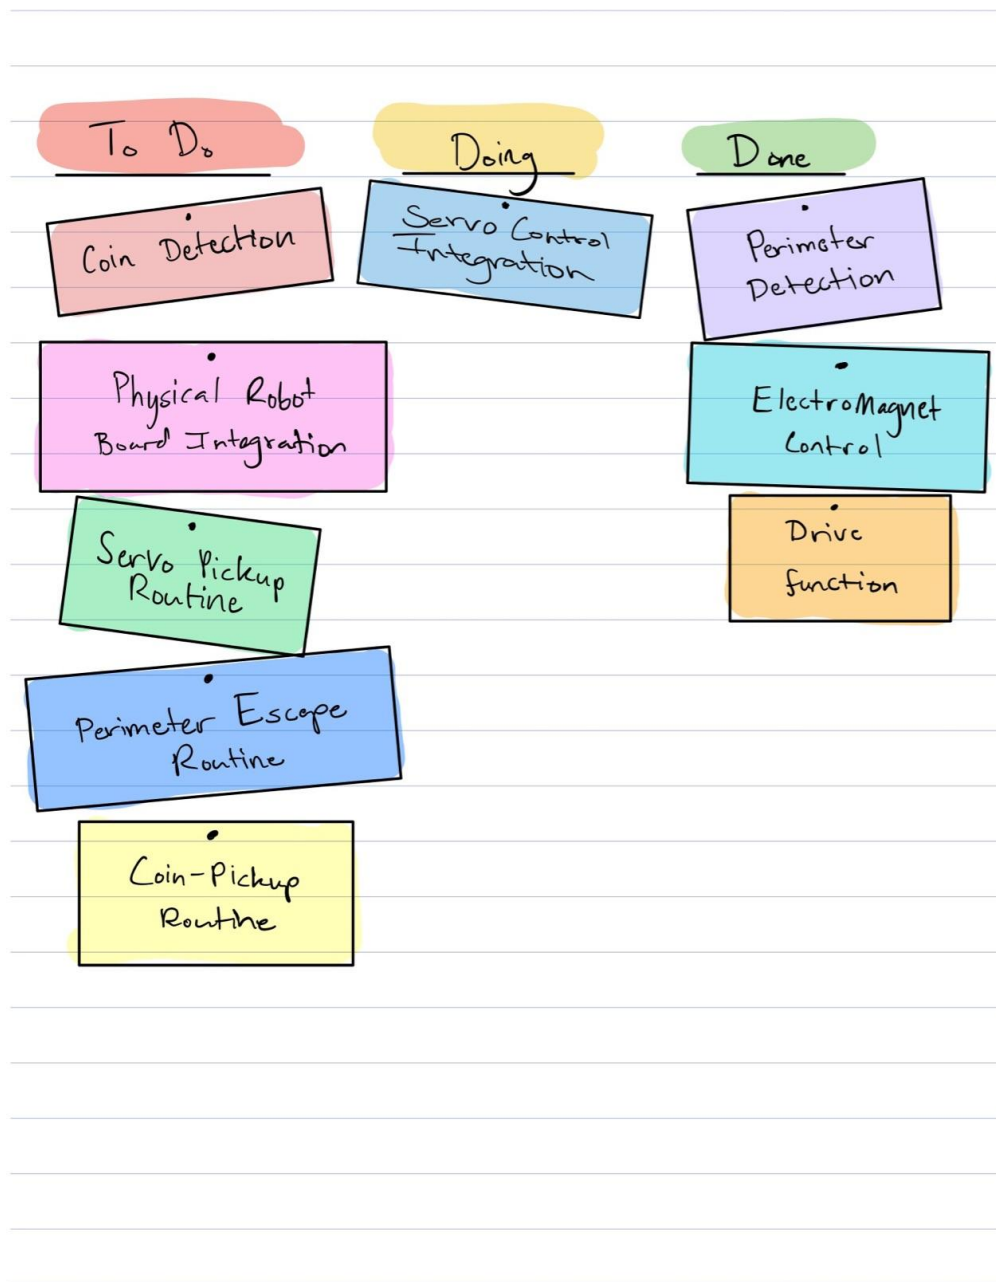 To Do
Coin Detection
Physical Robot
Board Integration
Servo Pickup
Routine
Perimeter Escape
Routine
Coin-Pickup
Routine
Doing
Servo Control
Integration
Done
Perimeter
Detection
ElectroMagnet
Control
Drive
function